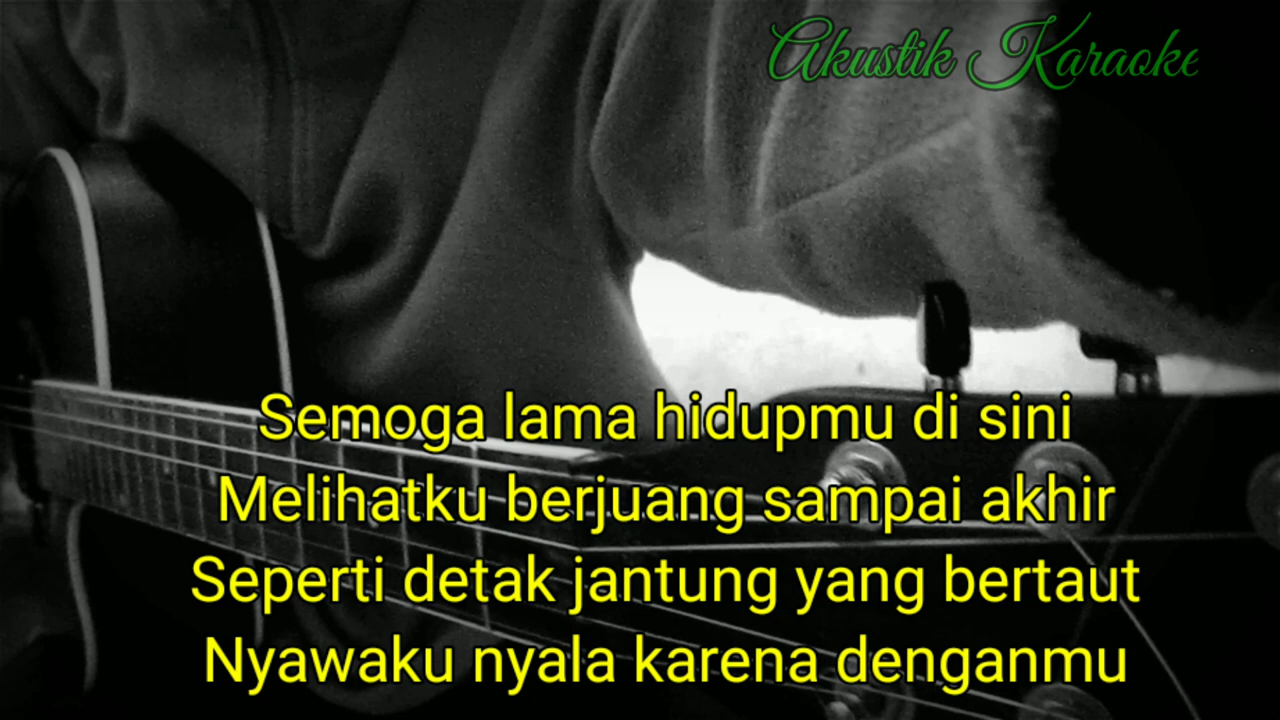 Akustik Karaoke
Semoga lama hidupmu di sini
Melihatku berjuang sampai akhir
Seperti detak jantung yang bertaut
Nyawaku nyala karena denganmu